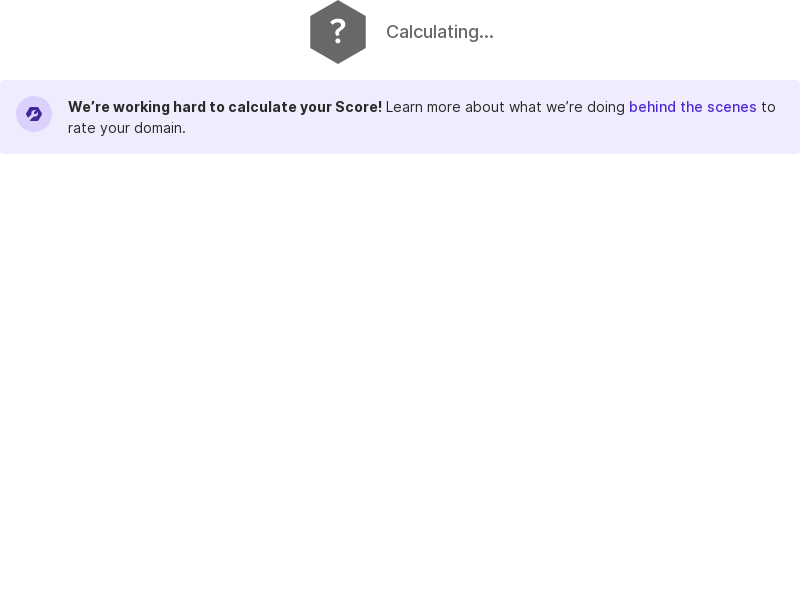 ?
Calculating...
We’re working hard to calculate your Score! Learn more about what we’re doing behind the scenes to
rate your domain.